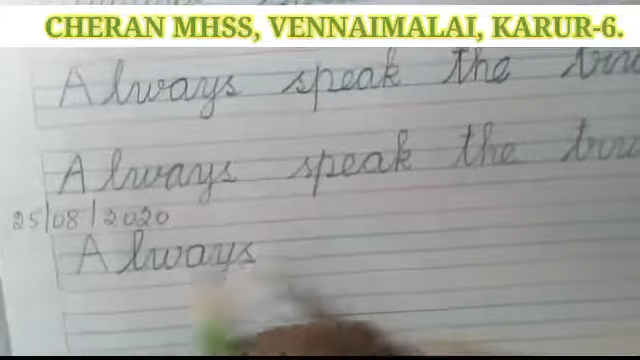 CHERAN MHSS, VENNAIMALAI, KARUR-6.
Always speak the
Always speak the
25/08/2020
Always